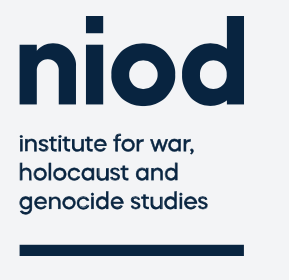 niod
institute for war,
holocaust and
genocide studies